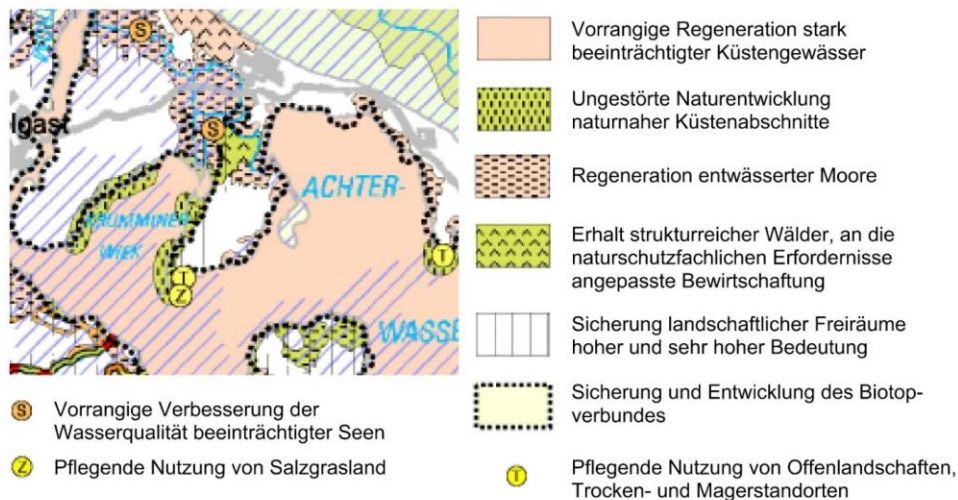 S
lgast
S
ACHTER-
KRUMMINER
WIEK
T
Z
T
WASSE
S Vorrangige Verbesserung der
Wasserqualität beeinträchtigter Seen
Z Pflegende Nutzung von Salzgrasland
Vorrangige Regeneration stark
beeinträchtigter Küstengewässer
Ungestörte Naturentwicklung
naturnaher Küstenabschnitte
Regeneration entwässerter Moore
Erhalt strukturreicher Wälder, an die
naturschutzfachlichen Erfordernisse
angepasste Bewirtschaftung
Sicherung landschaftlicher Freiräume
hoher und sehr hoher Bedeutung
Sicherung und Entwicklung des Biotop-
verbundes
T Pflegende Nutzung von Offenlandschaften,
Trocken- und Magerstandorten